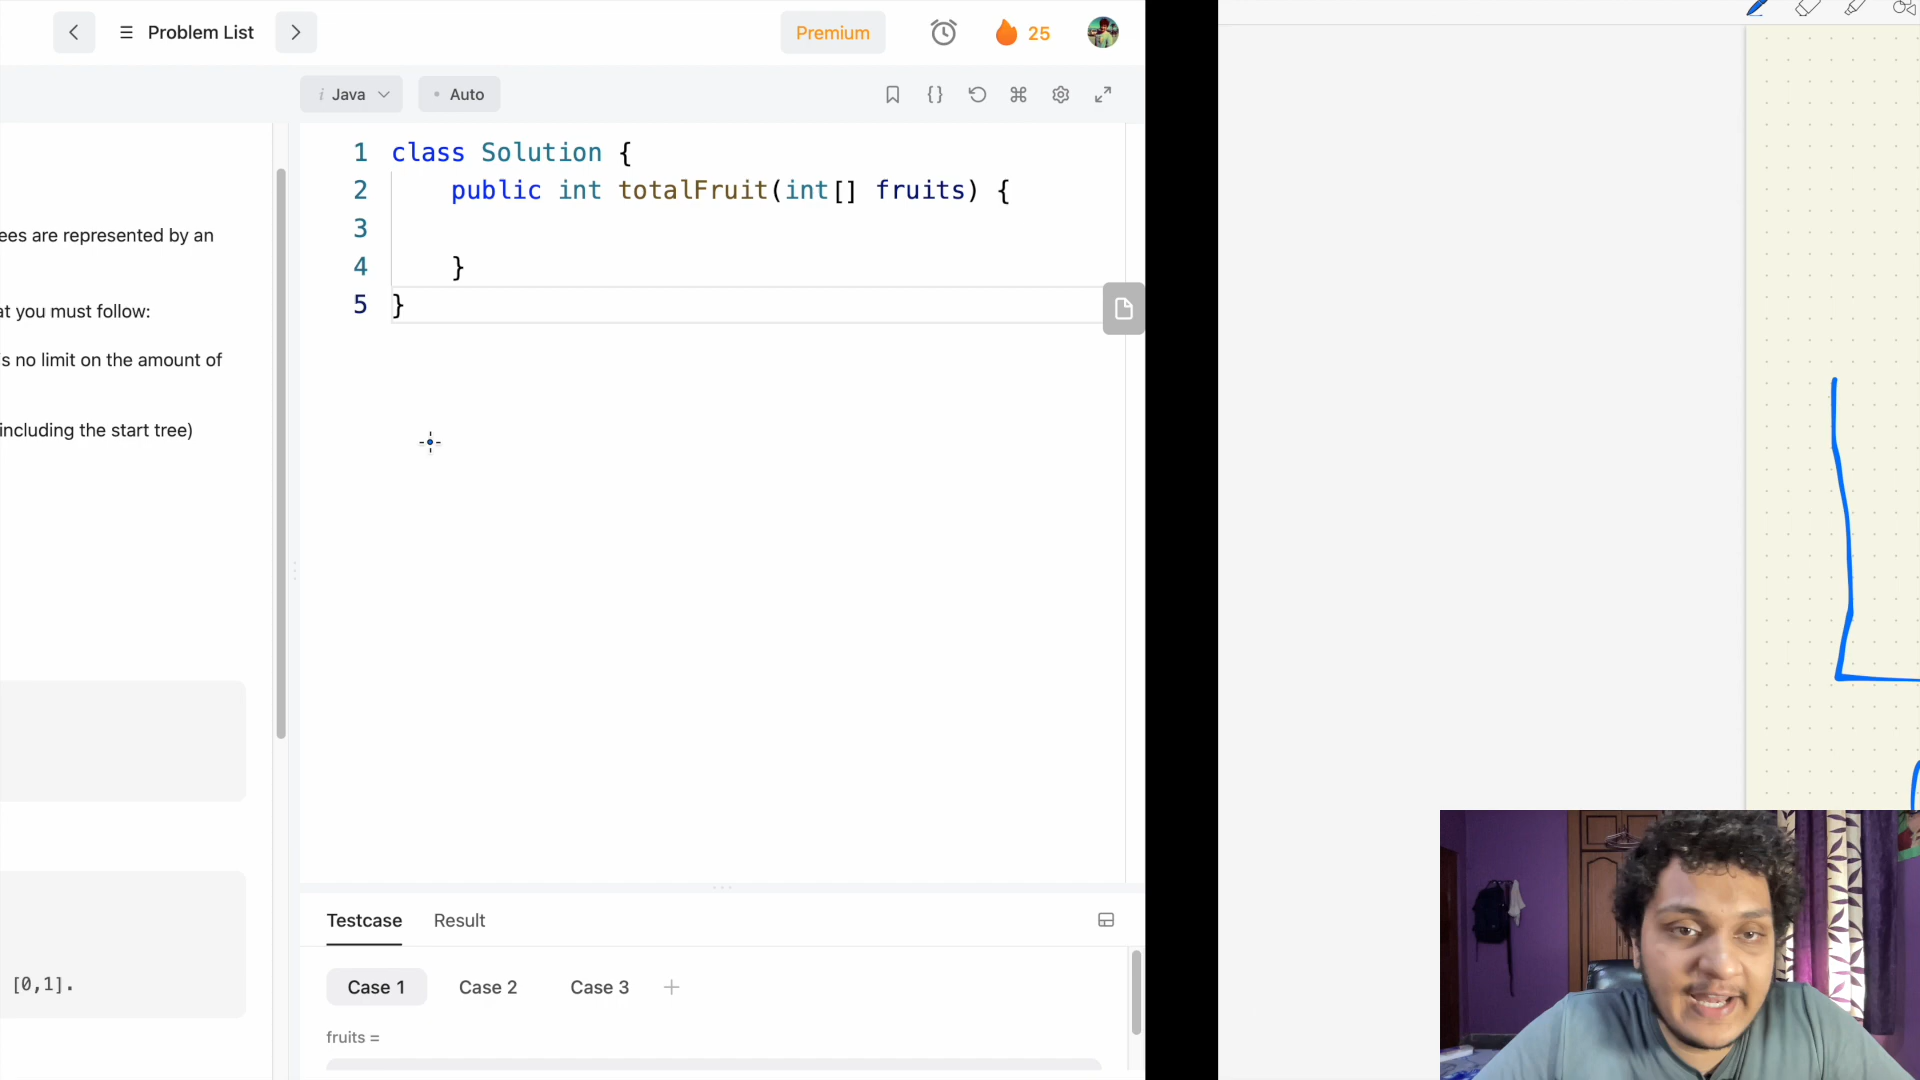 Problem List
Premium
25
Java
Auto
ees are represented by an
at you must follow:
s no limit on the amount of
including the start tree)
[0,1].
1 class Solution {
2 public int totalFruit(int[] fruits) {
3
4 }
5 }
Testcase Result
Case 1 Case 2 Case 3 +
fruits =